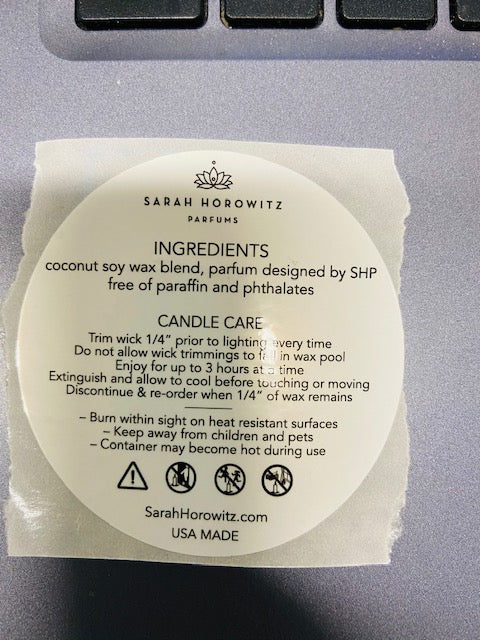 SARAH HOROWITZ
PARFUMS
INGREDIENTS
coconut soy wax blend, parfum designed by SHP
free of paraffin and phthalates
CANDLE CARE
Trim wick 1/4" prior to lighting every time
Do not allow wick trimmings to fall in wax pool
Enjoy for up to 3 hours at a time
Extinguish and allow to cool before touching or moving
Discontinue & re-order when 1/4" of wax remains
– Burn within sight on heat resistant surfaces
– Keep away from children and pets
– Container may become hot during use
SarahHorowitz.com
USA MADE